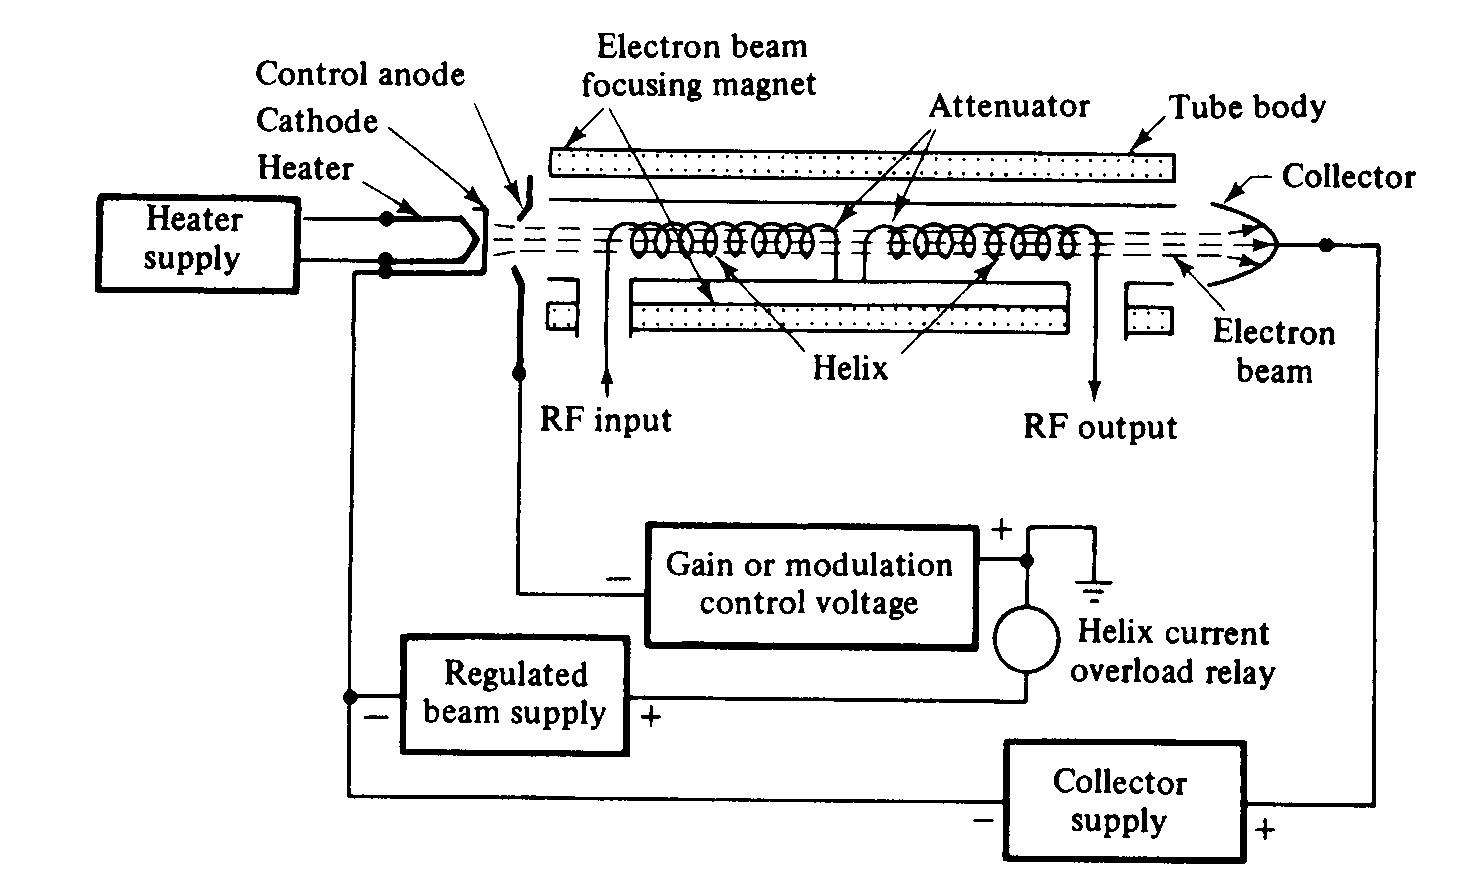 Electron beam
focusing magnet
Control anode
Cathode
Heater
Attenuator
Tube body
Collector
Heater
supply
Helix
Electron
beam
RF input
RF output
+
−
Gain or modulation
control voltage
Helix current
overload relay
Regulated
beam supply
−
+
Collector
supply
−
+